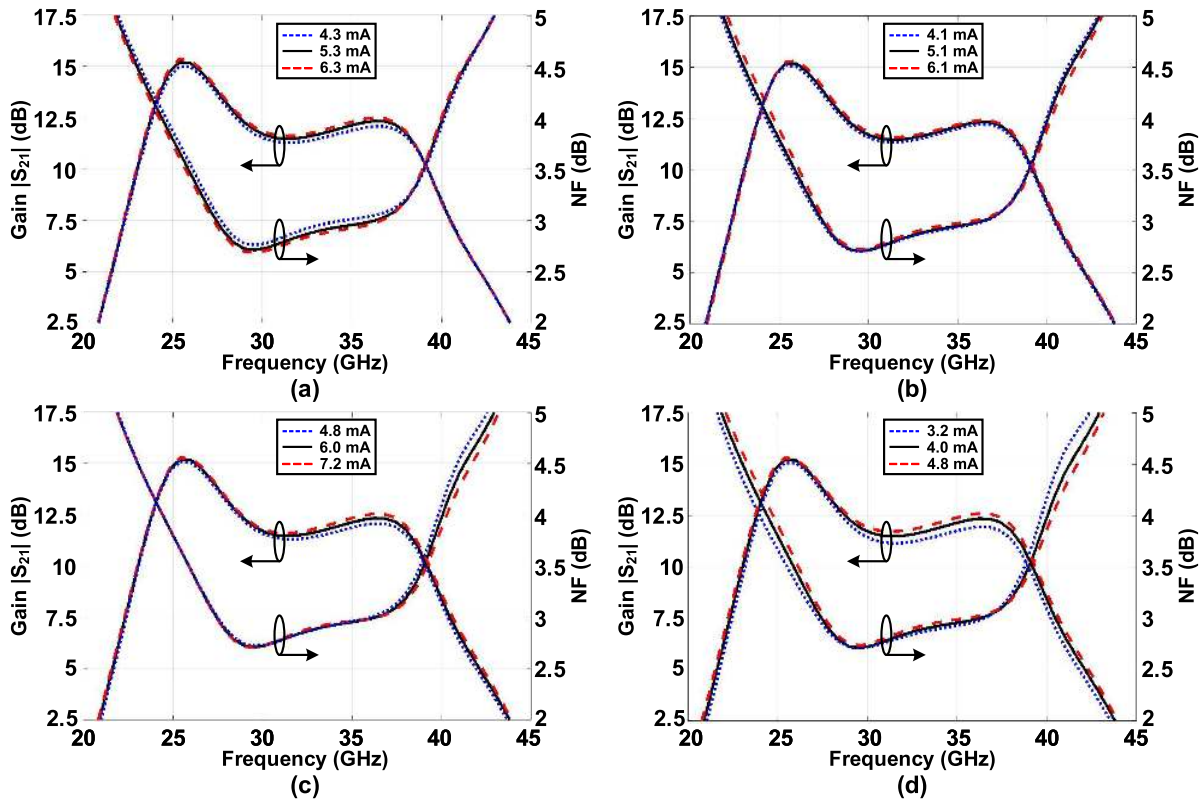 17.5
15
12.5
10
7.5
5
2.5
Gain |S21| (dB)
5
4.5
4
3.5
3
2.5
2
NF (dB)
4.3 mA
5.3 mA
6.3 mA
20 25 30 35 40 45
Frequency (GHz)
(a)
17.5
15
12.5
10
7.5
5
2.5
Gain |S21| (dB)
5
4.5
4
3.5
3
2.5
2
NF (dB)
4.1 mA
5.1 mA
6.1 mA
20 25 30 35 40 45
Frequency (GHz)
(b)
17.5
15
12.5
10
7.5
5
2.5
Gain |S21| (dB)
5
4.5
4
3.5
3
2.5
2
NF (dB)
4.8 mA
6.0 mA
7.2 mA
20 25 30 35 40 45
Frequency (GHz)
(c)
17.5
15
12.5
10
7.5
5
2.5
Gain |S21| (dB)
5
4.5
4
3.5
3
2.5
2
NF (dB)
3.2 mA
4.0 mA
4.8 mA
20 25 30 35 40 45
Frequency (GHz)
(d)